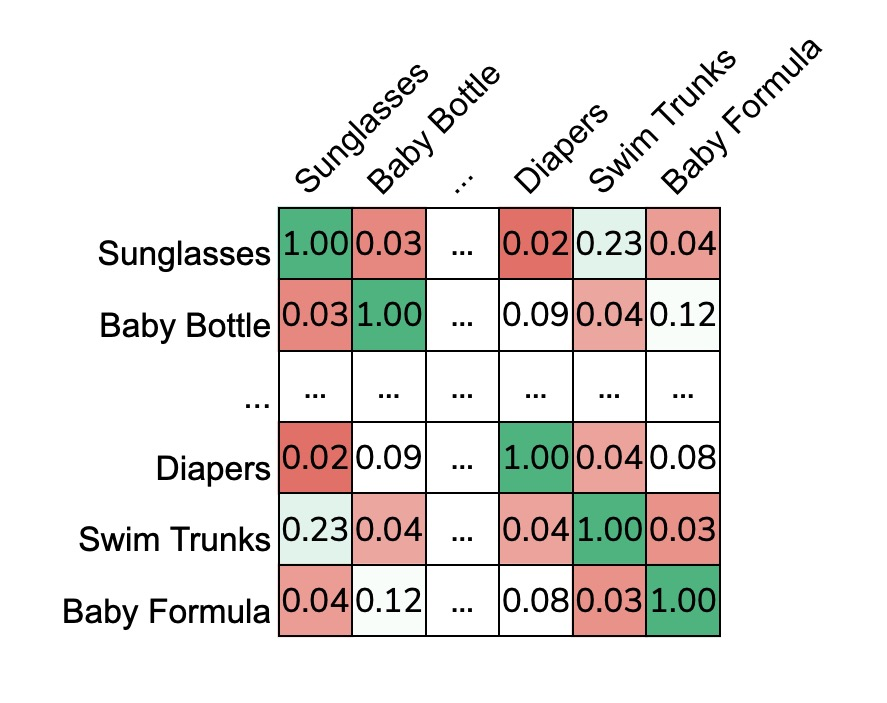 Sunglasses Baby Bottle ... Diapers Swim Trunks Baby Formula
Sunglasses 1.00 0.03 ... 0.02 0.23 0.04
Baby Bottle 0.03 1.00 ... 0.09 0.04 0.12
... ... ... ... ... ... ...
Diapers 0.02 0.09 ... 1.00 0.04 0.08
Swim Trunks 0.23 0.04 ... 0.04 1.00 0.03
Baby Formula 0.04 0.12 ... 0.08 0.03 1.00